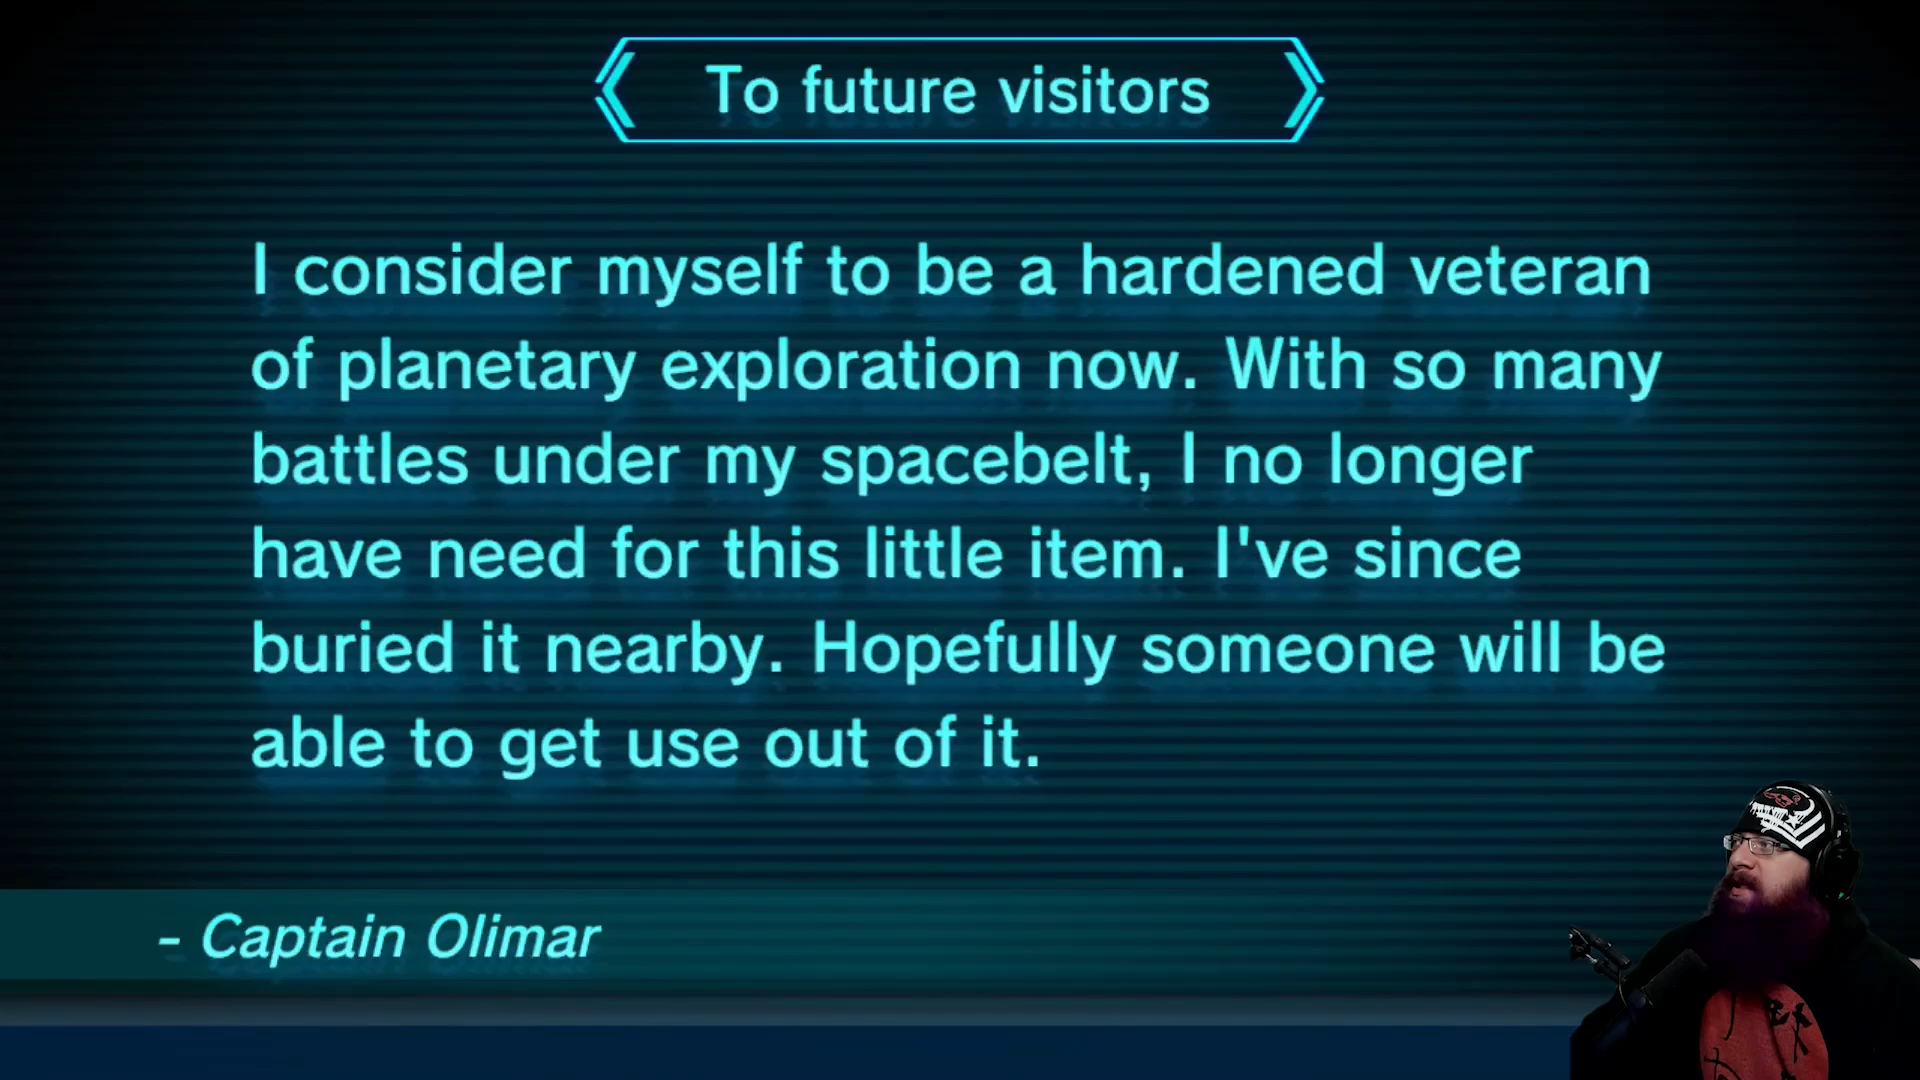 To future visitors
I consider myself to be a hardened veteran
of planetary exploration now. With so many
battles under my spacebelt, I no longer
have need for this little item. I've since
buried it nearby. Hopefully someone will be
able to get use out of it.
- Captain Olimar